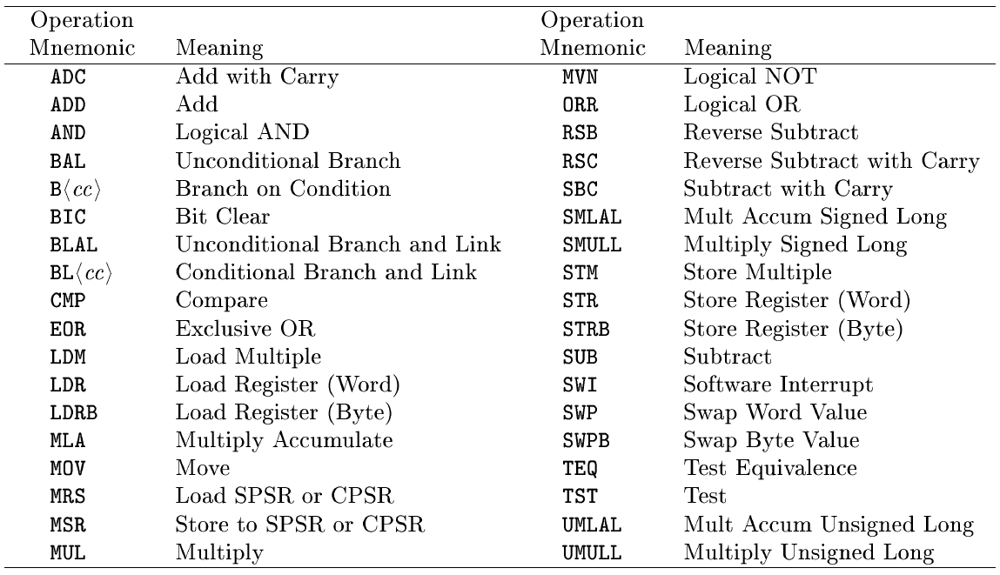 Operation Operation
Mnemonic Meaning Mnemonic Meaning
ADC Add with Carry MVN Logical NOT
ADD Add ORR Logical OR
AND Logical AND RSB Reverse Subtract
BAL Unconditional Branch RSC Reverse Subtract with Carry
B⟨cc⟩ Branch on Condition SBC Subtract with Carry
BIC Bit Clear SMLAL Mult Accum Signed Long
BLAL Unconditional Branch and Link SMULL Multiply Signed Long
BL⟨cc⟩ Conditional Branch and Link STM Store Multiple
CMP Compare STR Store Register (Word)
EOR Exclusive OR STRB Store Register (Byte)
LDM Load Multiple SUB Subtract
LDR Load Register (Word) SWI Software Interrupt
LDRB Load Register (Byte) SWP Swap Word Value
MLA Multiply Accumulate SWPB Swap Byte Value
MOV Move TEQ Test Equivalence
MRS Load SPSR or CPSR TST Test
MSR Store to SPSR or CPSR UMLAL Mult Accum Unsigned Long
MUL Multiply UMULL Multiply Unsigned Long